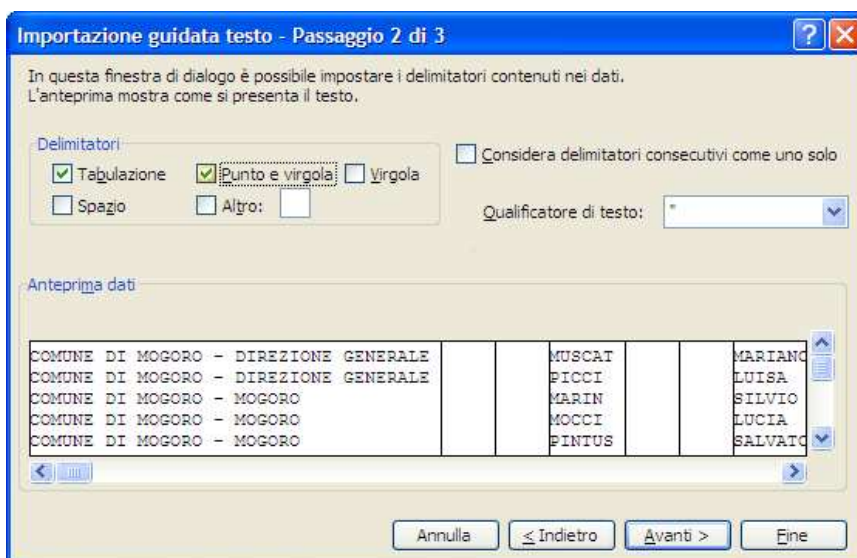 Importazione guidata testo - Passaggio 2 di 3
In questa finestra di dialogo è possibile impostare i delimitatori contenuti nei dati.
L'anteprima mostra come si presenta il testo.
Delimitatori
Tabulazione Punto e virgola Virgola
Spazio Altro:
Considera delimitatori consecutivi come uno solo
Qualificatore di testo: "
Anteprima dati
COMUNE DI MOGORO - DIREZIONE GENERALE MUSCAT MARIANO
COMUNE DI MOGORO - DIREZIONE GENERALE PICCI LUISA
COMUNE DI MOGORO - MOGORO MARIN SILVIO
COMUNE DI MOGORO - MOGORO MOCCI LUCIA
COMUNE DI MOGORO - MOGORO PINTUS SALVATO
Annulla < Indietro Avanti > Fine